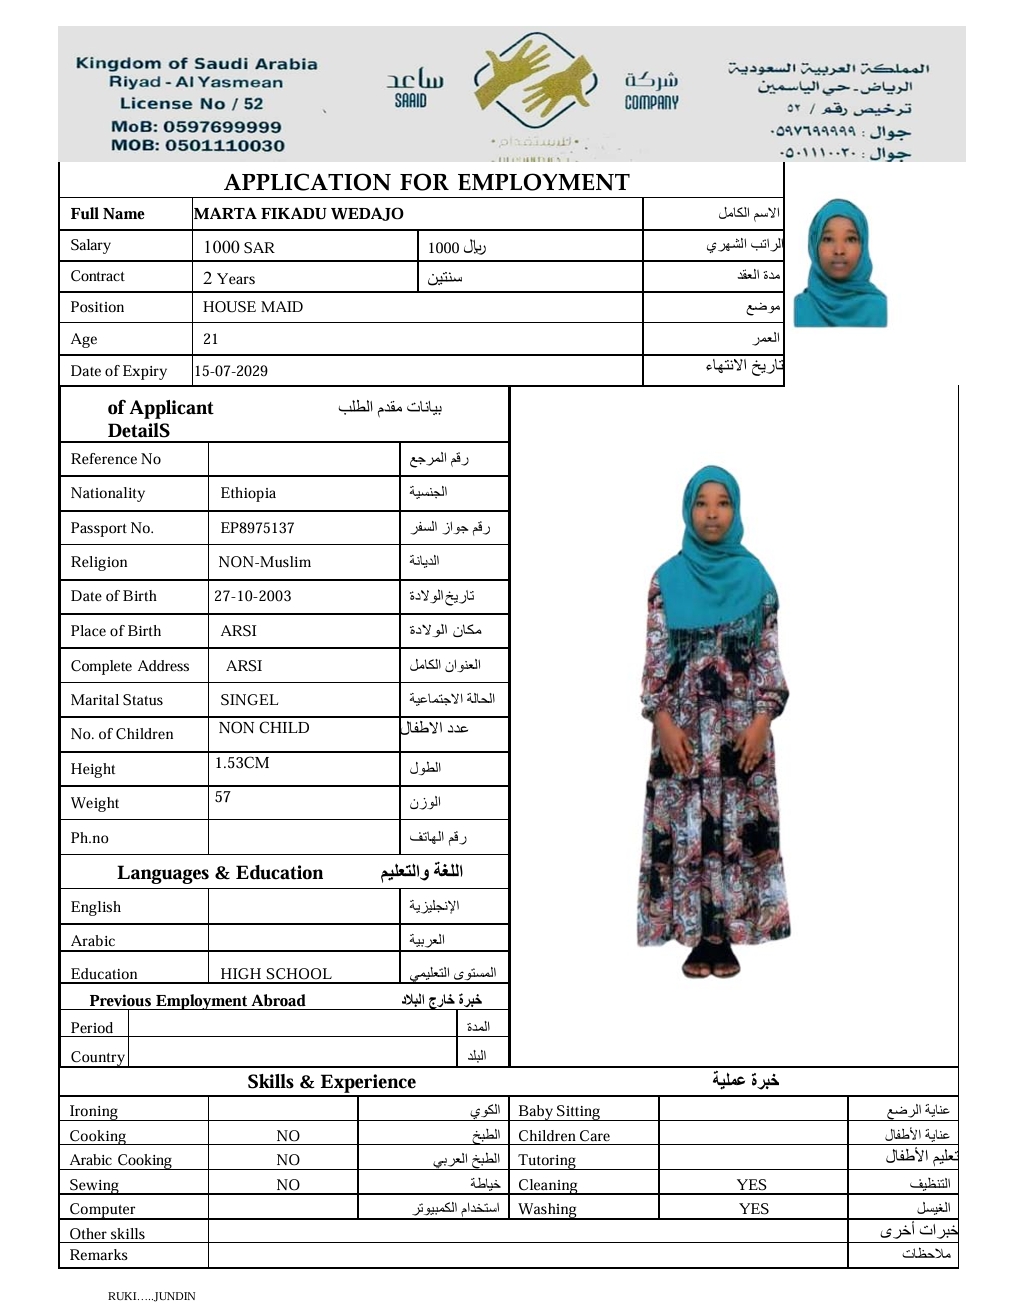 Kingdom of Saudi Arabia
Riyad - Al Yasmean
License No / 52
MoB: 0597699999
MOB: 0501110030
ساعد
SAAID
شركة
COMPANY
للاستقدام
المملكة العربية السعودية
الرياض - حي الياسمين
ترخيص رقم / ٥٢
جوال : ٠٥٩٧٦٩٩٩٩٩
جوال : ٠٥٠١١١٠٠٣٠
APPLICATION FOR EMPLOYMENT
Full Name MARTA FIKADU WEDAJO الاسم الكامل
Salary 1000 SAR 1000 ريال الراتب الشهري
Contract 2 Years سنتين مدة العقد
Position HOUSE MAID موضع
Age 21 العمر
Date of Expiry 15-07-2029 تاريخ الانتهاء
of Applicant بيانات مقدم الطلب
DetailS
Reference No رقم المرجع
Nationality Ethiopia الجنسية
Passport No. EP8975137 رقم جواز السفر
Religion NON-Muslim الديانة
Date of Birth 27-10-2003 تاريخ الولادة
Place of Birth ARSI مكان الولادة
Complete Address ARSI العنوان الكامل
Marital Status SINGEL الحالة الاجتماعية
No. of Children NON CHILD عدد الاطفال
Height 1.53CM الطول
Weight 57 الوزن
Ph.no رقم الهاتف
Languages & Education اللغة والتعليم
English الإنجليزية
Arabic العربية
Education HIGH SCHOOL المستوى التعليمي
Previous Employment Abroad خبرة خارج البلاد
Period المدة
Country البلد
Skills & Experience خبرة عملية
Ironing الكوي Baby Sitting عناية الرضع
Cooking NO الطبخ Children Care عناية الأطفال
Arabic Cooking NO الطبخ العربي Tutoring تعليم الأطفال
Sewing NO خياطة Cleaning YES التنظيف
Computer استخدام الكمبيوتر Washing YES الغيسل
Other skills خبرات أخرى
Remarks ملاحظات
RUKI…..JUNDIN